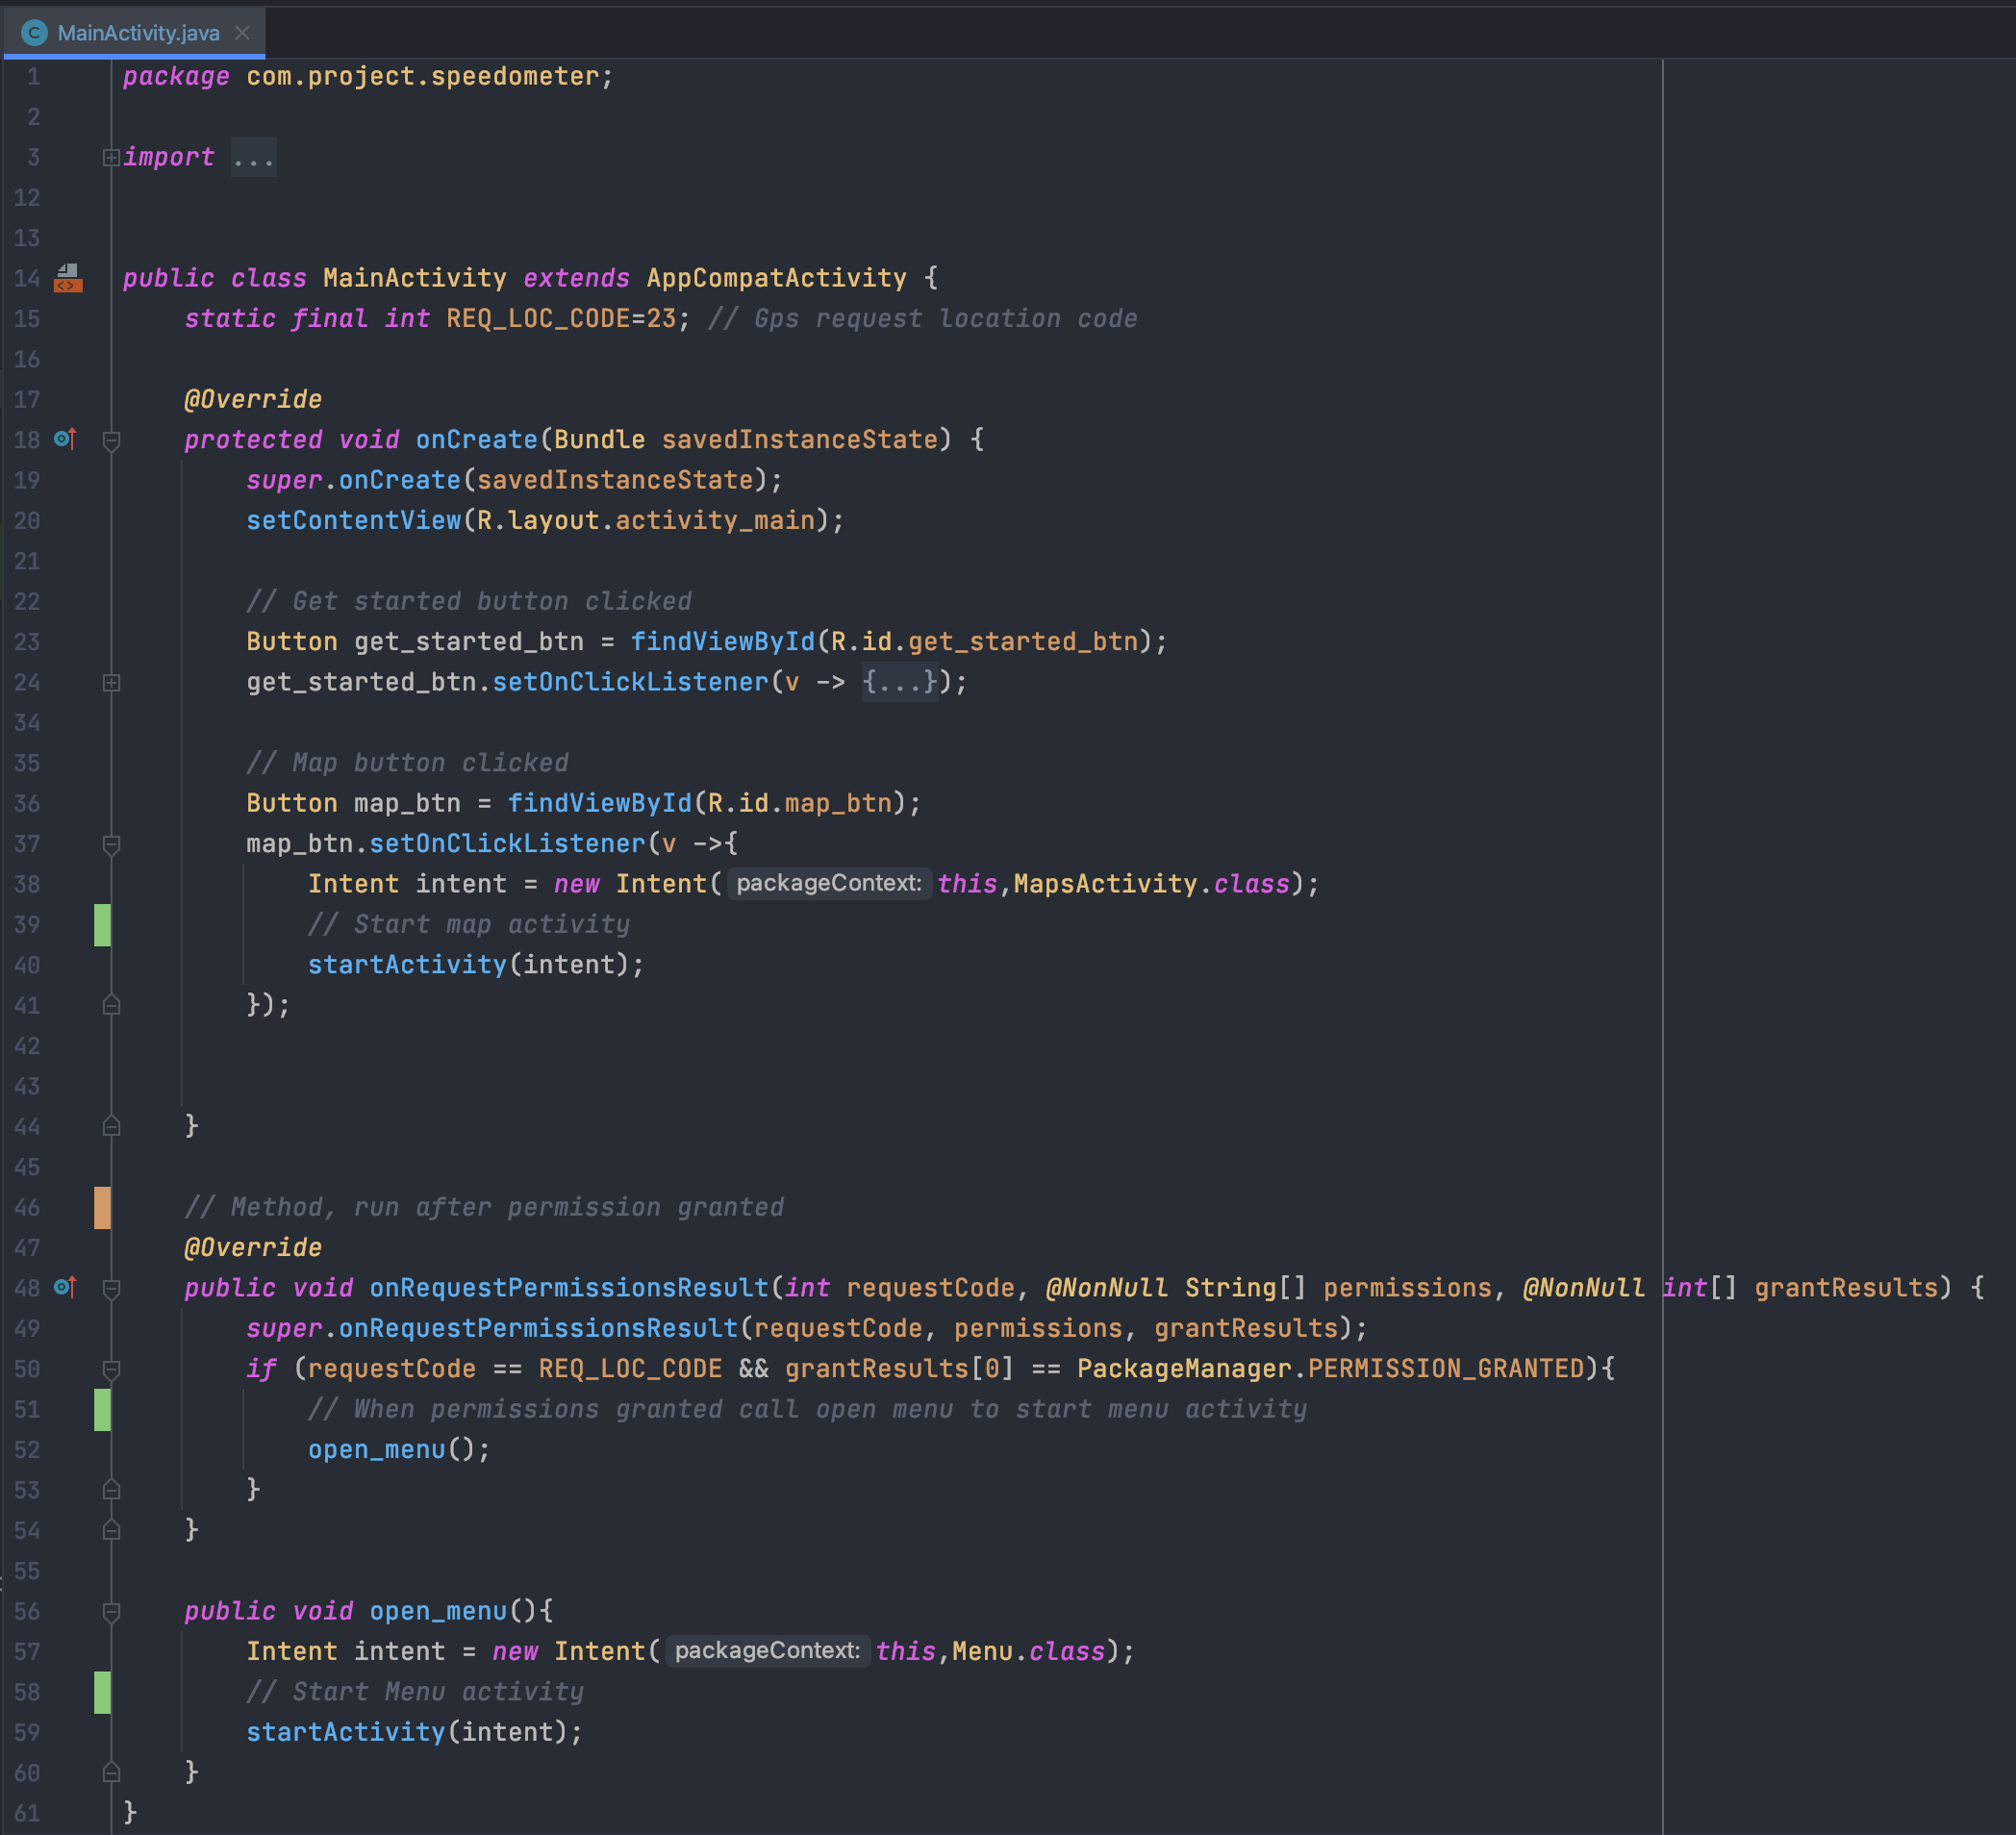 MainActivity.java
1 package com.project.speedometer;
2
3 import ...
12
13
14 public class MainActivity extends AppCompatActivity {
15     static final int REQ_LOC_CODE=23; // Gps request location code
16
17     @Override
18     protected void onCreate(Bundle savedInstanceState) {
19         super.onCreate(savedInstanceState);
20         setContentView(R.layout.activity_main);
21
22         // Get started button clicked
23         Button get_started_btn = findViewById(R.id.get_started_btn);
24         get_started_btn.setOnClickListener(v -> {...});
34
35         // Map button clicked
36         Button map_btn = findViewById(R.id.map_btn);
37         map_btn.setOnClickListener(v ->{
38             Intent intent = new Intent( packageContext: this,MapsActivity.class);
39             // Start map activity
40             startActivity(intent);
41         });
42
43
44     }
45
46     // Method, run after permission granted
47     @Override
48     public void onRequestPermissionsResult(int requestCode, @NonNull String[] permissions, @NonNull int[] grantResults) {
49         super.onRequestPermissionsResult(requestCode, permissions, grantResults);
50         if (requestCode == REQ_LOC_CODE && grantResults[0] == PackageManager.PERMISSION_GRANTED){
51             // When permissions granted call open menu to start menu activity
52             open_menu();
53         }
54     }
55
56     public void open_menu(){
57         Intent intent = new Intent( packageContext: this,Menu.class);
58         // Start Menu activity
59         startActivity(intent);
60     }
61 }